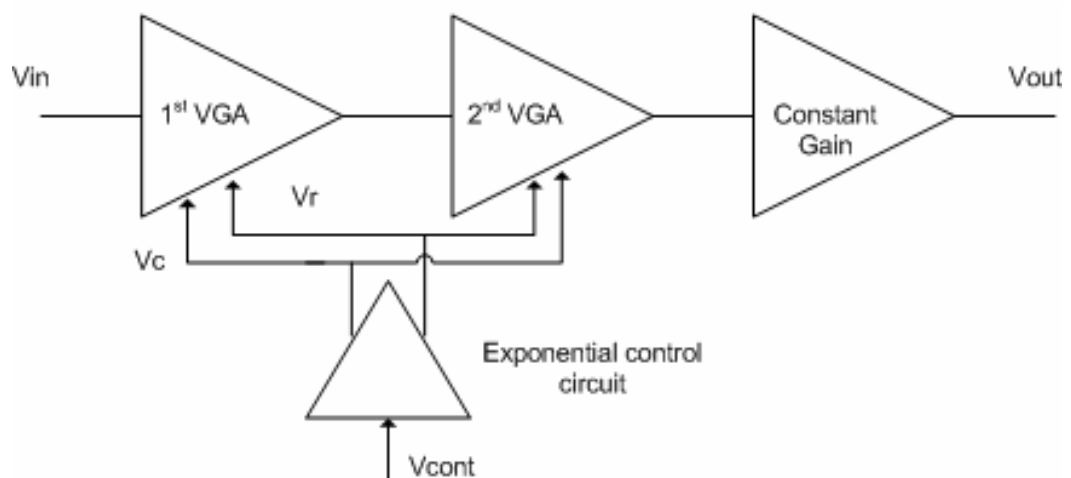 Vin
1st VGA
2nd VGA
Constant
Gain
Vout
Vr
Vc
Exponential control
circuit
Vcont